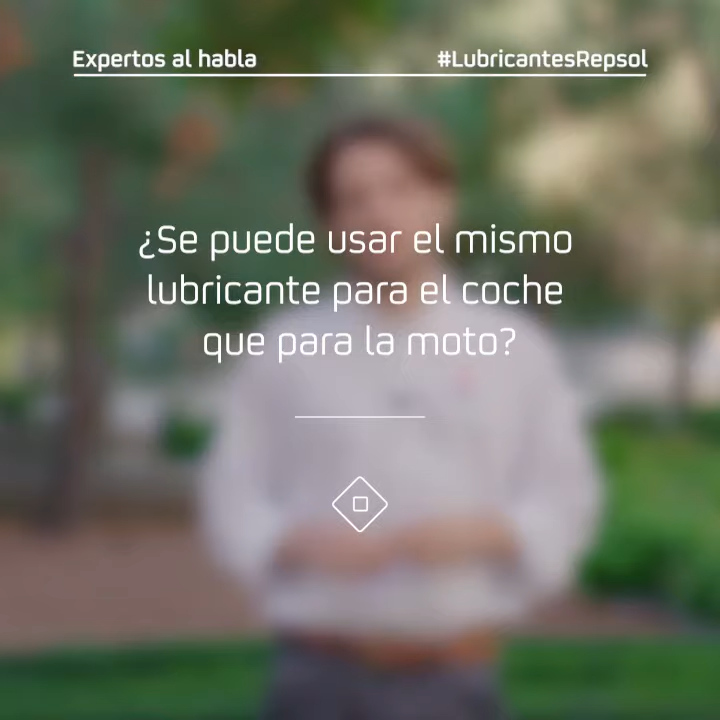 Expertos al habla
#LubricantesRepsol
¿Se puede usar el mismo
lubricante para el coche
que para la moto?